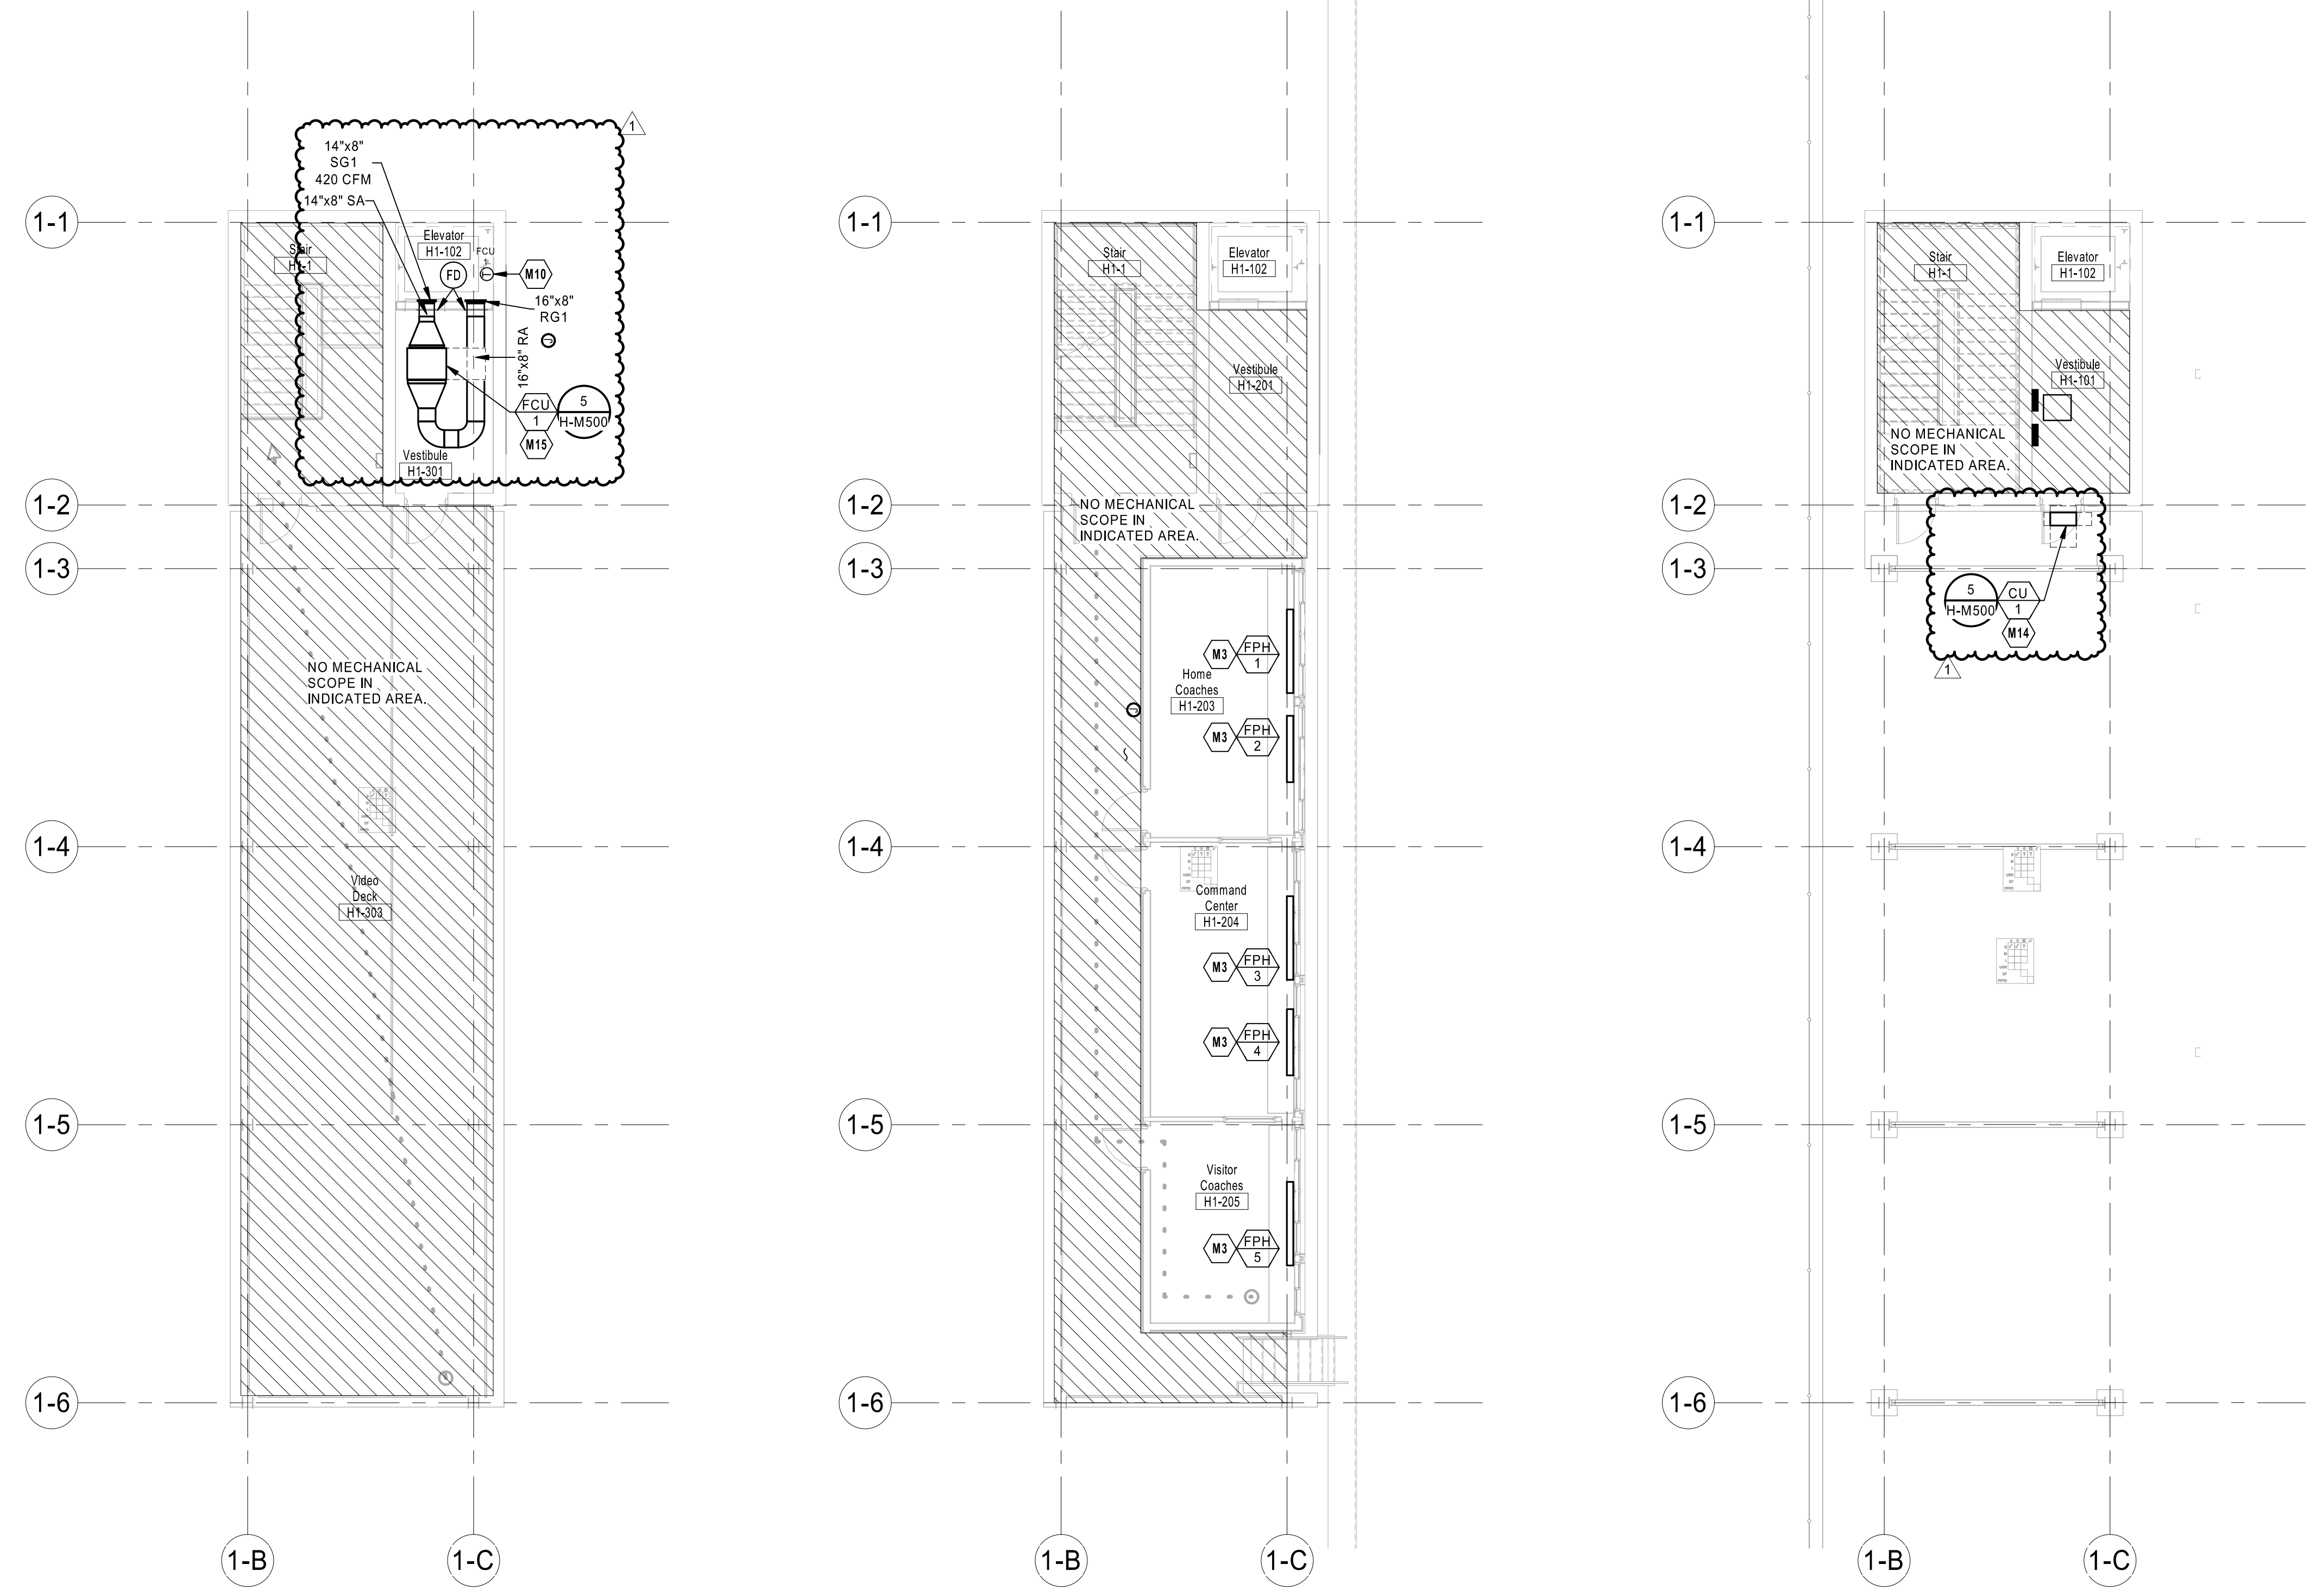 1
14"x8"
SG1
420 CFM
14"x8" SA
Elevator
H1-102
FCU
1
T
FD
M10
16"x8"
RG1
16"x8" RA
J
FCU
1
5
H-M500
M15
Vestibule
H1-301
Stair
H1-1
NO MECHANICAL
SCOPE IN
INDICATED AREA.
Video
Deck
H1-303
1-1
1-2
1-3
1-4
1-5
1-6
1-B
1-C
1-1
1-2
1-3
1-4
1-5
1-6
Stair
H1-1
Elevator
H1-102
Vestibule
H1-201
NO MECHANICAL
SCOPE IN
INDICATED AREA.
M3
FPH
1
Home
Coaches
H1-203
J
M3
FPH
2
Command
Center
H1-204
M3
FPH
3
M3
FPH
4
Visitor
Coaches
H1-205
M3
FPH
5
1-B
1-C
1-1
1-2
1-3
1-4
1-5
1-6
Stair
H1-1
Elevator
H1-102
Vestibule
H1-101
NO MECHANICAL
SCOPE IN
INDICATED AREA.
5
H-M500
CU
1
M14
1
1-B
1-C